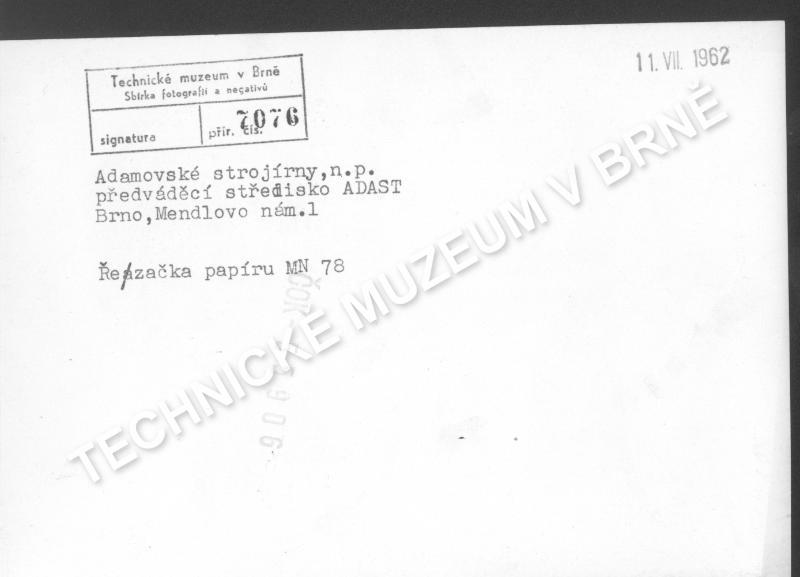 11. VII. 1962
Technické muzeum v Brně
Sbírka fotografií a negativů
signatura
přír. čís. 7076
Adamovské strojírny,n.p.
předváděcí středisko ADAST
Brno,Mendlovo nám.1
Řezačka papíru MN 78
TECHNICKÉ MUZEUM V BRNĚ